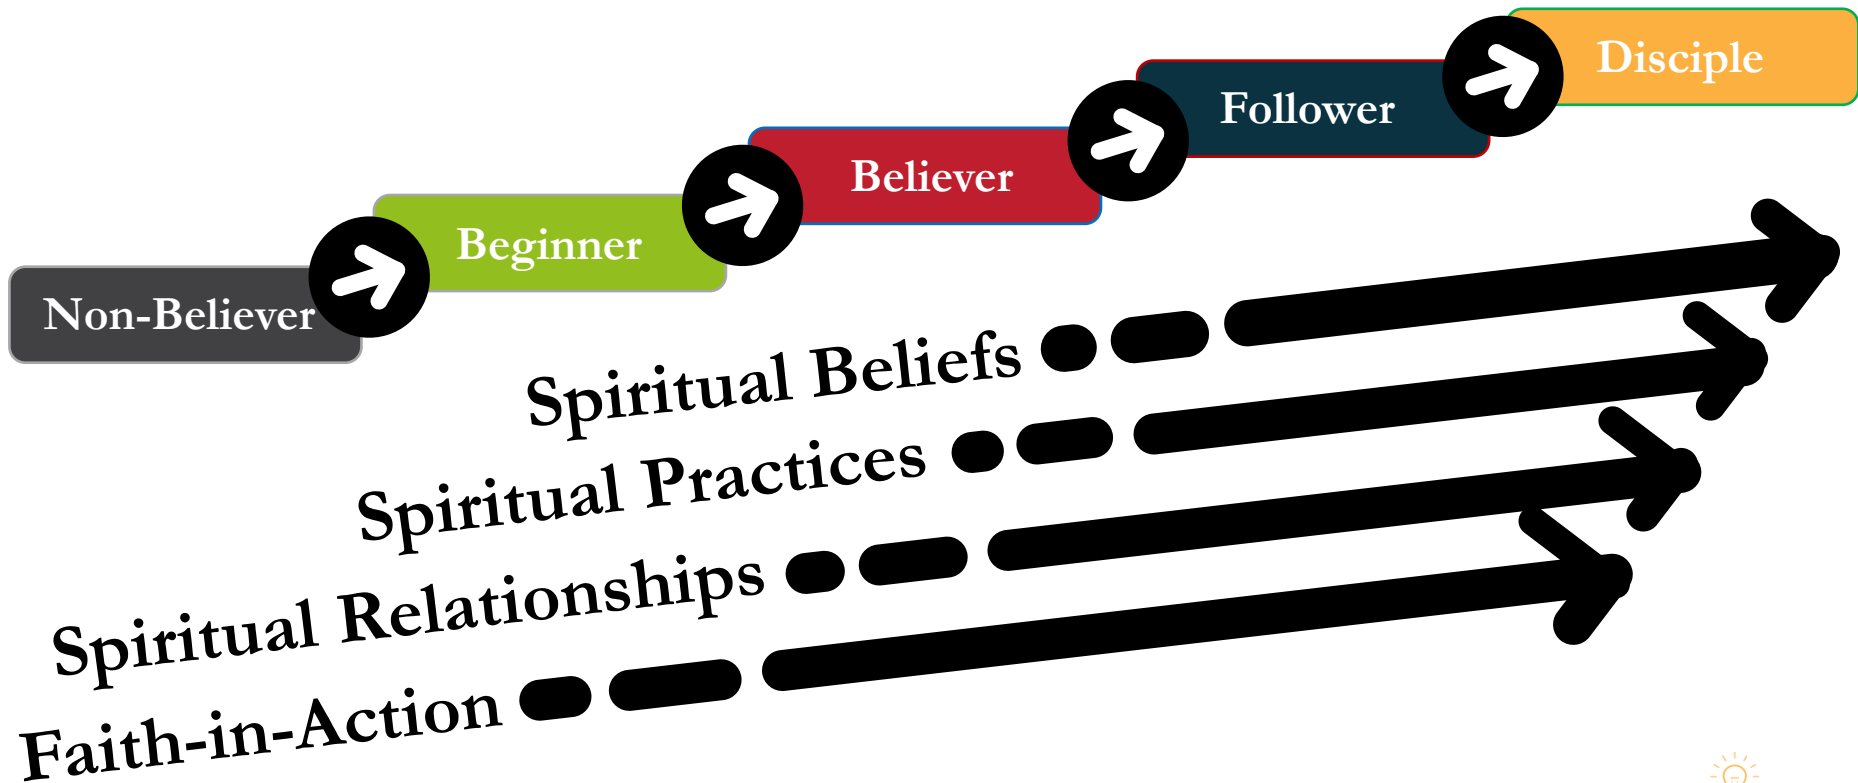 Non-Believer
Beginner
Believer
Follower
Disciple
Spiritual Beliefs
Spiritual Practices
Spiritual Relationships
Faith-in-Action